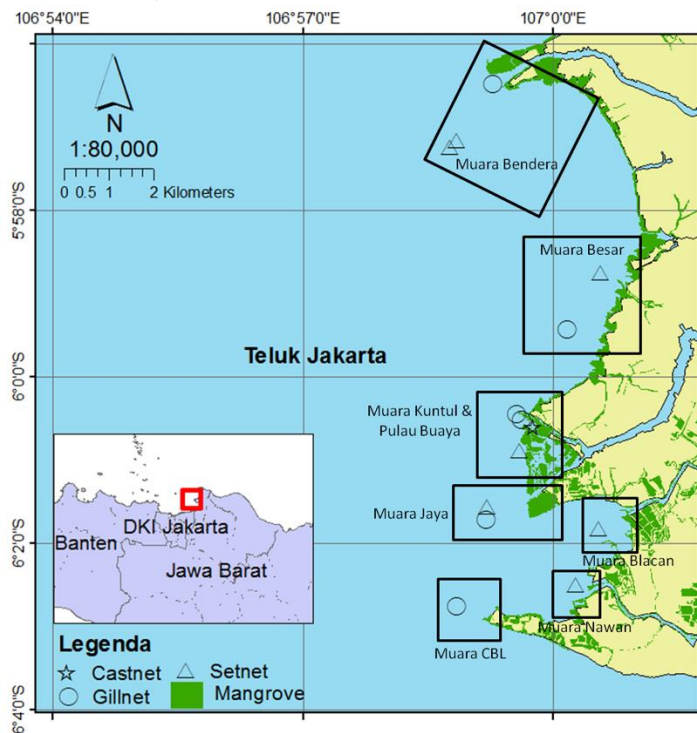 106°54'0"E
106°57'0"E
107°0'0"E
N
1:80,000
0 0.5 1 2 Kilometers
Muara Bendera
5°58'0"S
Muara Besar
Teluk Jakarta
6°0'0"S
Muara Kuntul &
Pulau Buaya
DKI Jakarta
Banten
Jawa Barat
Muara Jaya
6°2'0"S
Muara Blacan
Muara Nawan
Muara CBL
Legenda
Castnet
Setnet
Gillnet
Mangrove
6°4'0"S